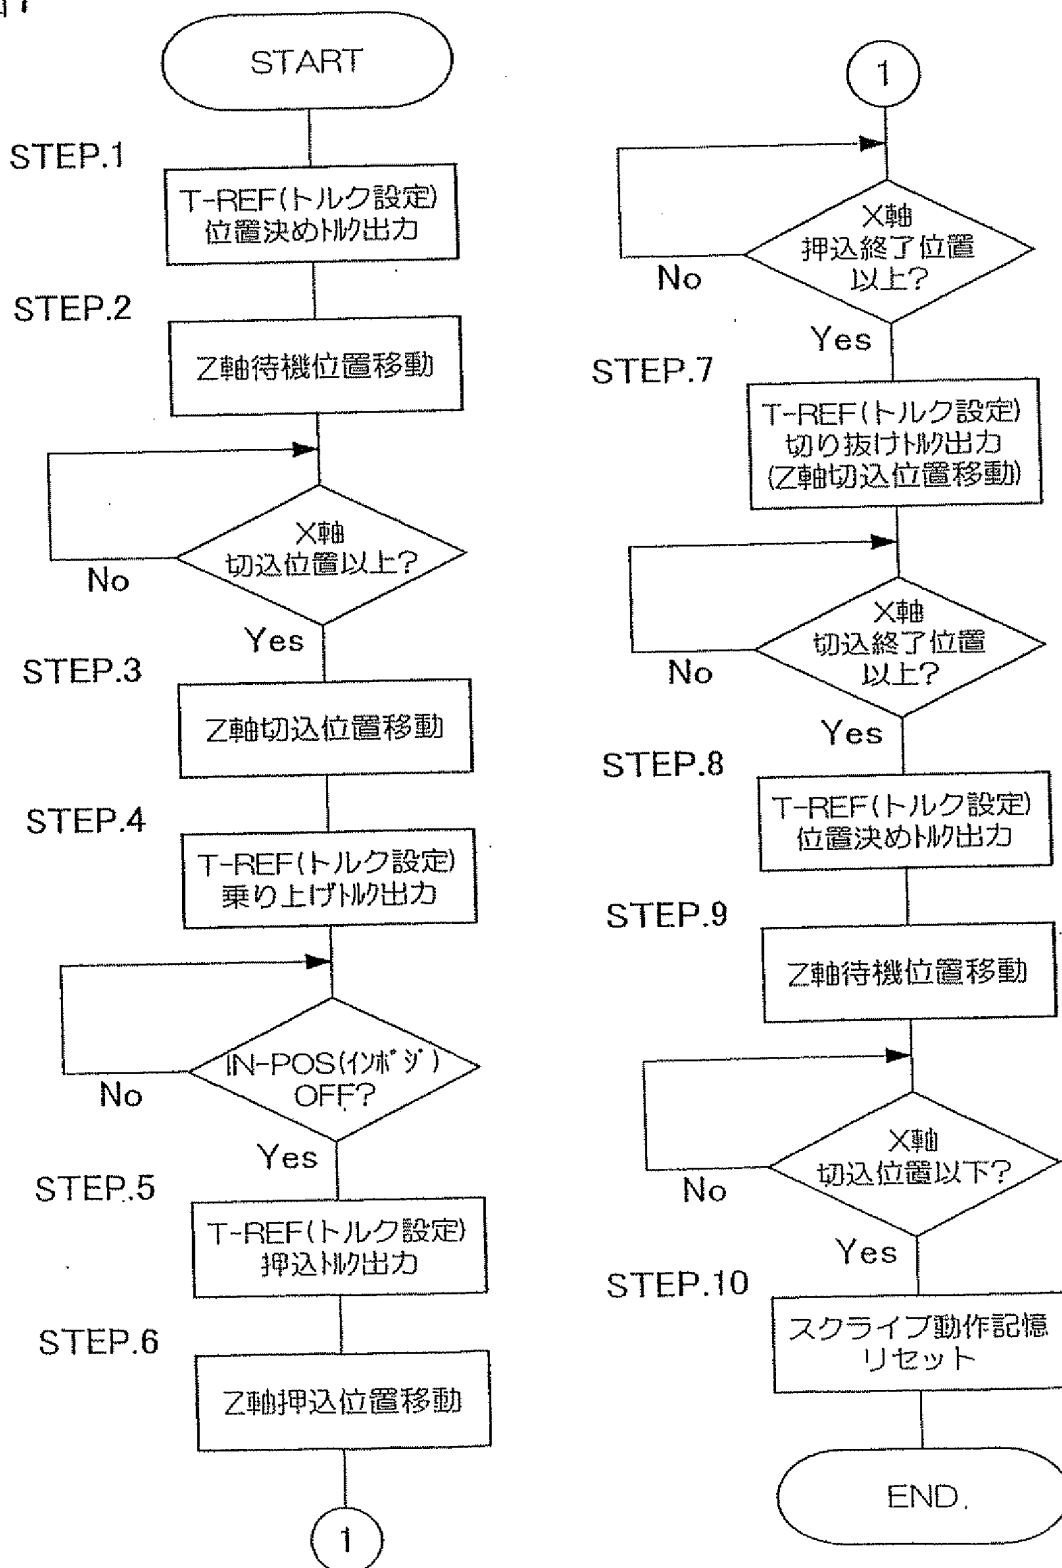 START
STEP.1
T-REF(トルク設定)
位置決めﾄﾙｸ出力
STEP.2
Z軸待機位置移動
X軸
切込位置以上?
No
Yes
STEP.3
Z軸切込位置移動
STEP.4
T-REF(トルク設定)
乗り上げﾄﾙｸ出力
IN-POS(ｲﾝﾎﾟｼﾞ)
OFF?
No
Yes
STEP.5
T-REF(トルク設定)
押込ﾄﾙｸ出力
STEP.6
Z軸押込位置移動
1
1
X軸
押込終了位置
以上?
No
Yes
STEP.7
T-REF(トルク設定)
切り抜けﾄﾙｸ出力
(Z軸切込位置移動)
X軸
切込終了位置
以上?
No
Yes
STEP.8
T-REF(トルク設定)
位置決めﾄﾙｸ出力
STEP.9
Z軸待機位置移動
X軸
切込位置以下?
No
Yes
STEP.10
スクライブ動作記憶
リセット
END